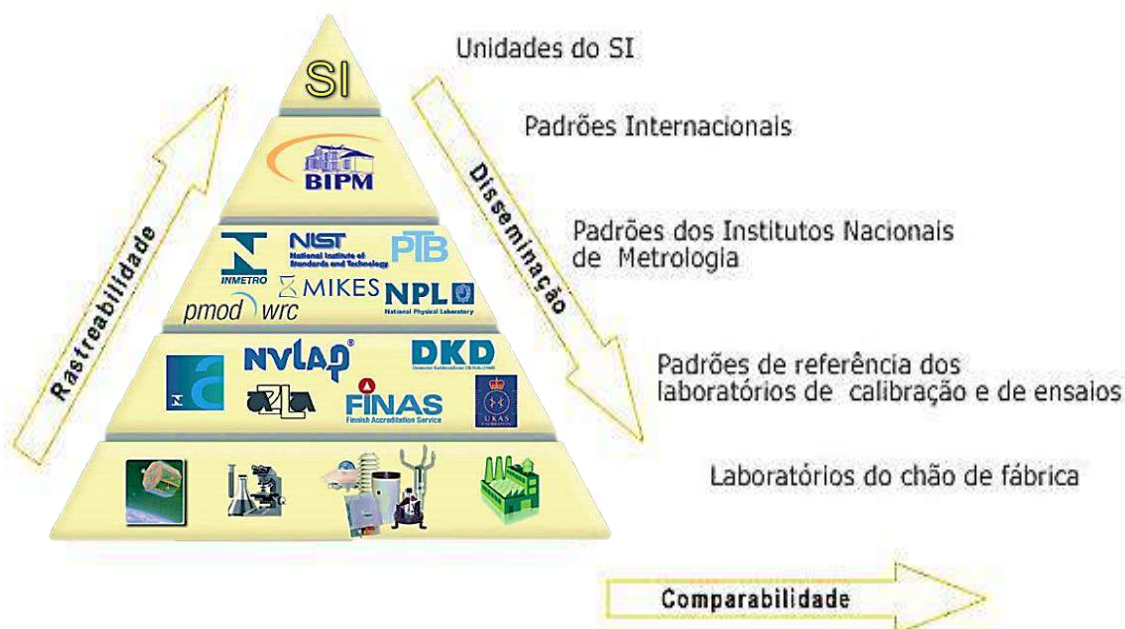 Unidades do SI
SI
Padrões Internacionais
BIPM
Rastreabilidade
Disseminação
Padrões dos Institutos Nacionais
de Metrologia
INMETRO
NIST
National Institute of
Standards and Technology
PTB
MIKES
NPL
National Physical Laboratory
pmod wrc
Padrões de referência dos
laboratórios de calibração e de ensaios
a
NVLAP®
DKD
A2LA
FINAS
Finnish Accreditation Service
UKAS
Laboratórios do chão de fábrica
Comparabilidade